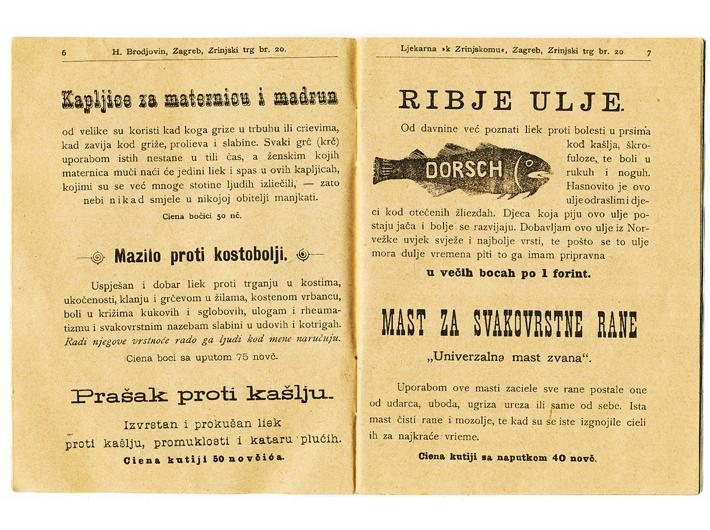 6
H. Brodjovin, Zagreb, Zrinjski trg br. 20.
Kapljice za maternicu i madrun
od velike su koristi kad koga grize u trbuhu ili crievima,
kad zavija kod griže, prolieva i slabine. Svaki grč (krč)
uporabom istih nestane u tili čas, a ženskim kojih
maternica muči naći će jedini liek i spas u ovih kapljicah,
kojimi su se već mnoge stotine ljudih izliečili, — zato
nebi nikad smjele u nikojoj obitelji manjkati.
Ciena bočici 50 nč.
Mazilo proti kostobolji.
Uspješan i dobar liek proti trganju u kostima,
ukočenosti, klanju i grčevom u žilama, kostenom vrbancu,
boli u križima kukovih i sglobovih, ulogam i rheuma-
tizmu i svakovrstnim nazebam slabini u udovih i kotrigah.
Radi njegove vrstnoće rado ga ljudi kod mene naručuju.
Ciena boci sa uputom 75 novč.
Prašak proti kašlju.
Izvrstan i prokušan liek
proti kašlju, promuklosti i kataru plućih.
Ciena kutiji 50 novčića.
Ljekarna »k Zrinjskomu«, Zagreb, Zrinjski trg br. 20
7
RIBJE ULJE.
Od davnine već poznati liek proti bolesti u prsima
kod kašlja, škro-
fuloze, te boli u
rukuh i noguh.
Hasnovito je ovo
ulje odraslim i dje-
DORSCH
ci kod otečenih žliezdah. Djeca koja piju ovo ulje po-
staju jača i bolje se razvijaju. Dobavljam ovo ulje iz Nor-
vežke uvjek svježe i najbolje vrsti, te pošto se to ulje
mora dulje vremena piti to ga imam pripravna
u većih bocah po 1 forint.
MAST ZA SVAKOVRSTNE RANE
„Univerzalna mast zvana“.
Uporabom ove masti zaciele sve rane postale one
od udarca, uboda, ugriza ureza ili same od sebe. Ista
mast čisti rane i mozolje, te kad su se iste izgnojile cieli
ih za najkraće vrieme.
Ciena kutiji sa naputkom 40 novč.